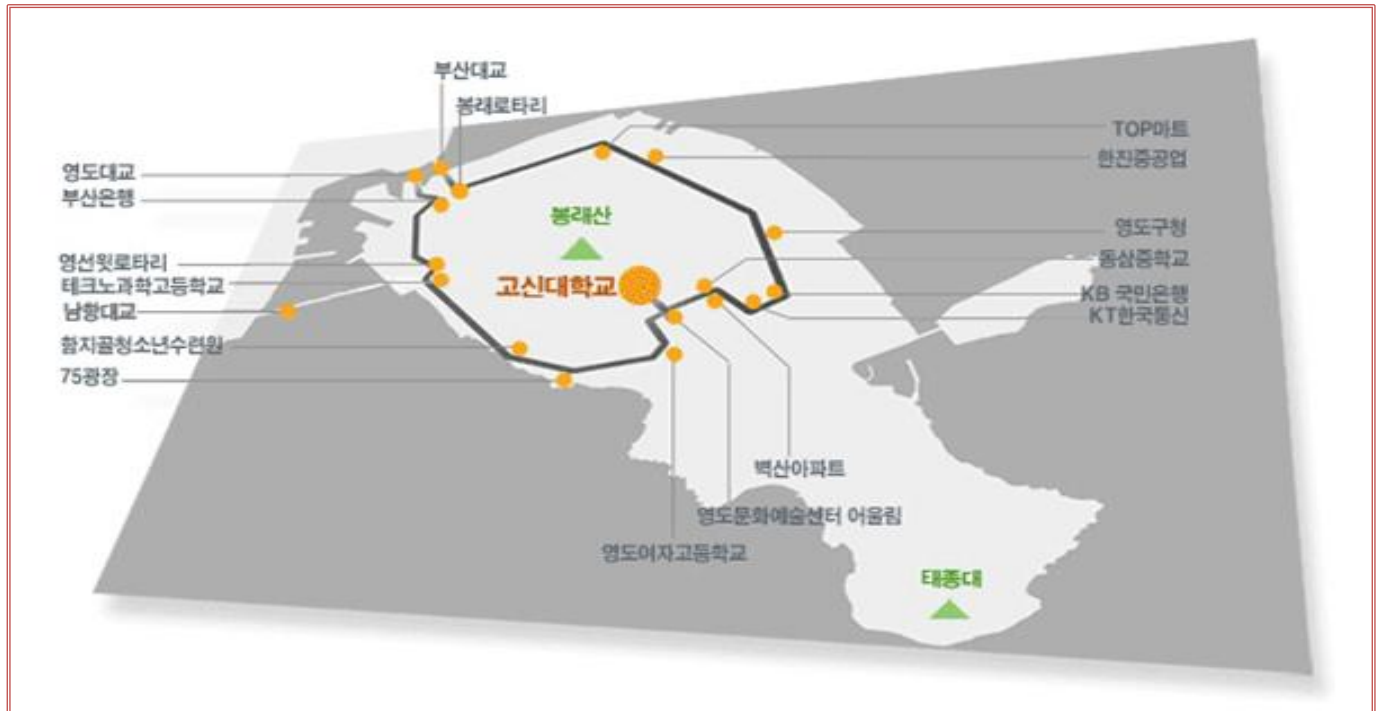 부산대교
봉래로타리
TOP마트
한진중공업
영도대교
부산은행
봉래산
영도구청
동삼중학교
영선윗로타리
테크노과학고등학교
고신대학교
KB 국민은행
남항대교
KT한국통신
함지골청소년수련원
75광장
벽산아파트
영도문화예술센터 어울림
영도여자고등학교
태종대